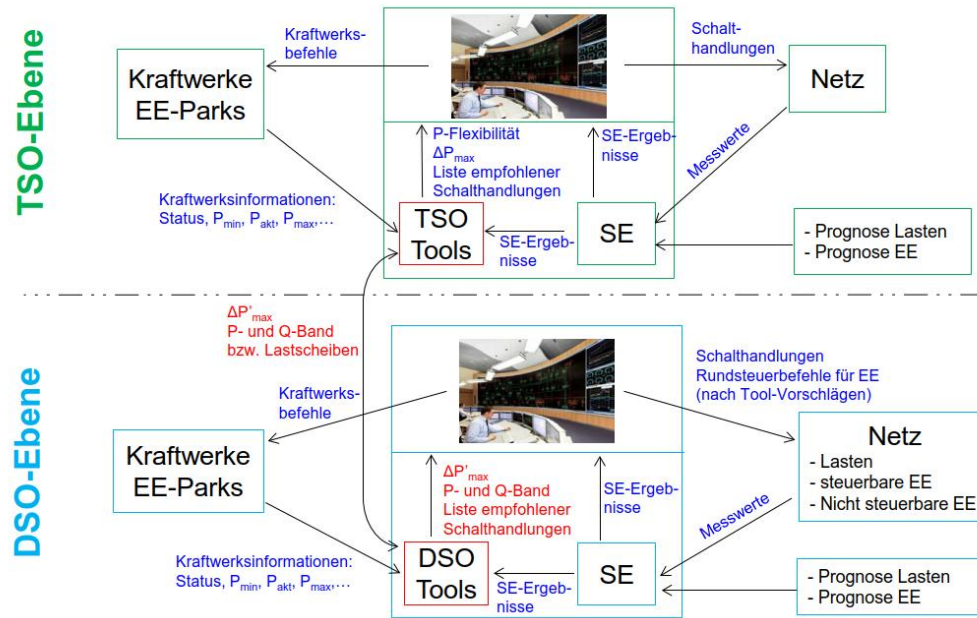 TSO-Ebene
Kraftwerks-
befehle
Schalt-
handlungen
Kraftwerke
EE-Parks
Netz
P-Flexibilität
ΔPmax
Liste empfohlener
Schalthandlungen
SE-Ergeb-
nisse
Messwerte
Kraftwerksinformationen:
Status, Pmin, Pakt, Pmax,…
TSO
Tools
SE-Ergeb-
nisse
SE
- Prognose Lasten
- Prognose EE
DSO-Ebene
ΔP’max
P- und Q-Band
bzw. Lastscheiben
Kraftwerks-
befehle
Schalthandlungen
Rundsteuerbefehle für EE
(nach Tool-Vorschlägen)
Kraftwerke
EE-Parks
Netz
- Lasten
- steuerbare EE
- Nicht steuerbare EE
ΔP’max
P- und Q-Band
Liste empfohlener
Schalthandlungen
SE-Ergeb-
nisse
Messwerte
Kraftwerksinformationen:
Status, Pmin, Pakt, Pmax,…
DSO
Tools
SE-Ergeb-
nisse
SE
- Prognose Lasten
- Prognose EE